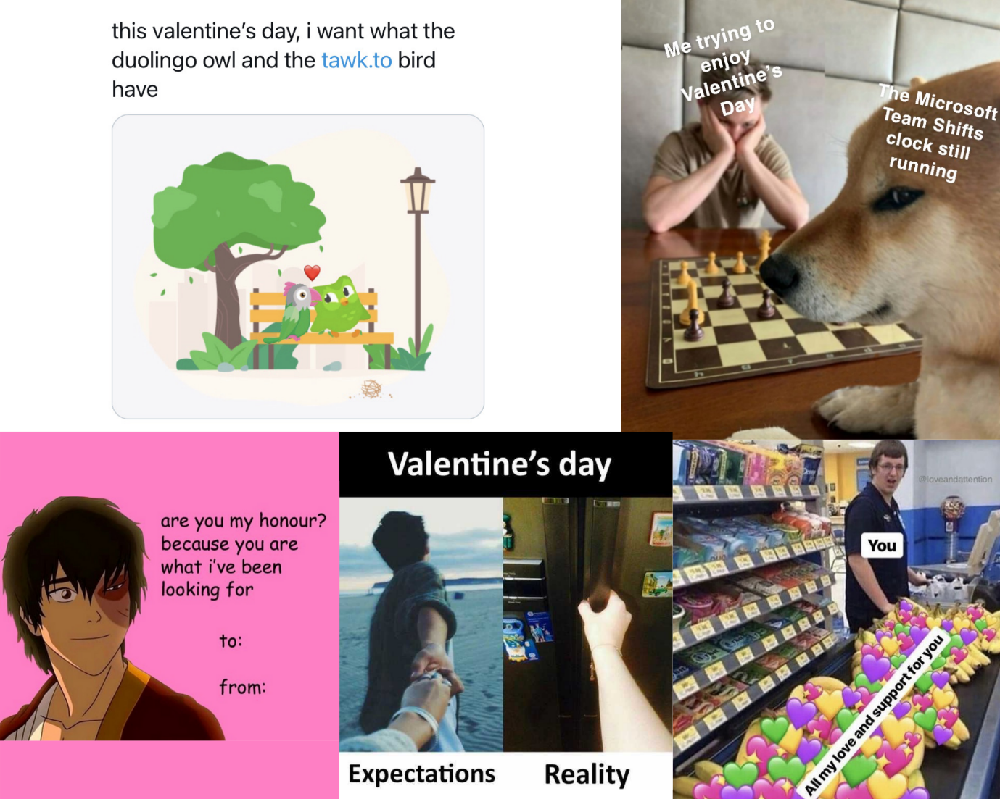 this valentine's day, i want what the
duolingo owl and the tawk.to bird
have
Me trying to
enjoy
Valentine's
Day
The Microsoft
Team Shifts
clock still
running
are you my honour?
because you are
what i've been
looking for
to:
from:
Valentine's day
Expectations
Reality
@loveandattention
You
All my love and support for you